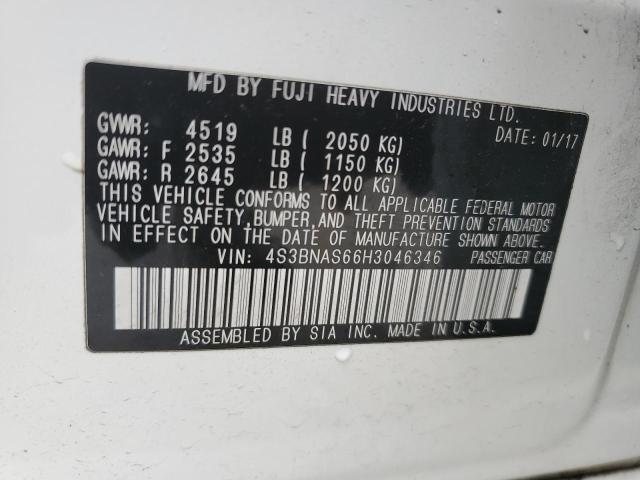 MFD BY FUJI HEAVY INDUSTRIES LTD.
GVWR: 4519 LB ( 2050 KG) DATE: 01/17
GAWR: F 2535 LB ( 1150 KG)
GAWR: R 2645 LB ( 1200 KG)
THIS VEHICLE CONFORMS TO ALL APPLICABLE FEDERAL MOTOR
VEHICLE SAFETY, BUMPER, AND THEFT PREVENTION STANDARDS
IN EFFECT ON THE DATE OF MANUFACTURE SHOWN ABOVE.
VIN: 4S3BNAS66H3046346 PASSENGER CAR
ASSEMBLED BY SIA INC. MADE IN U.S.A.